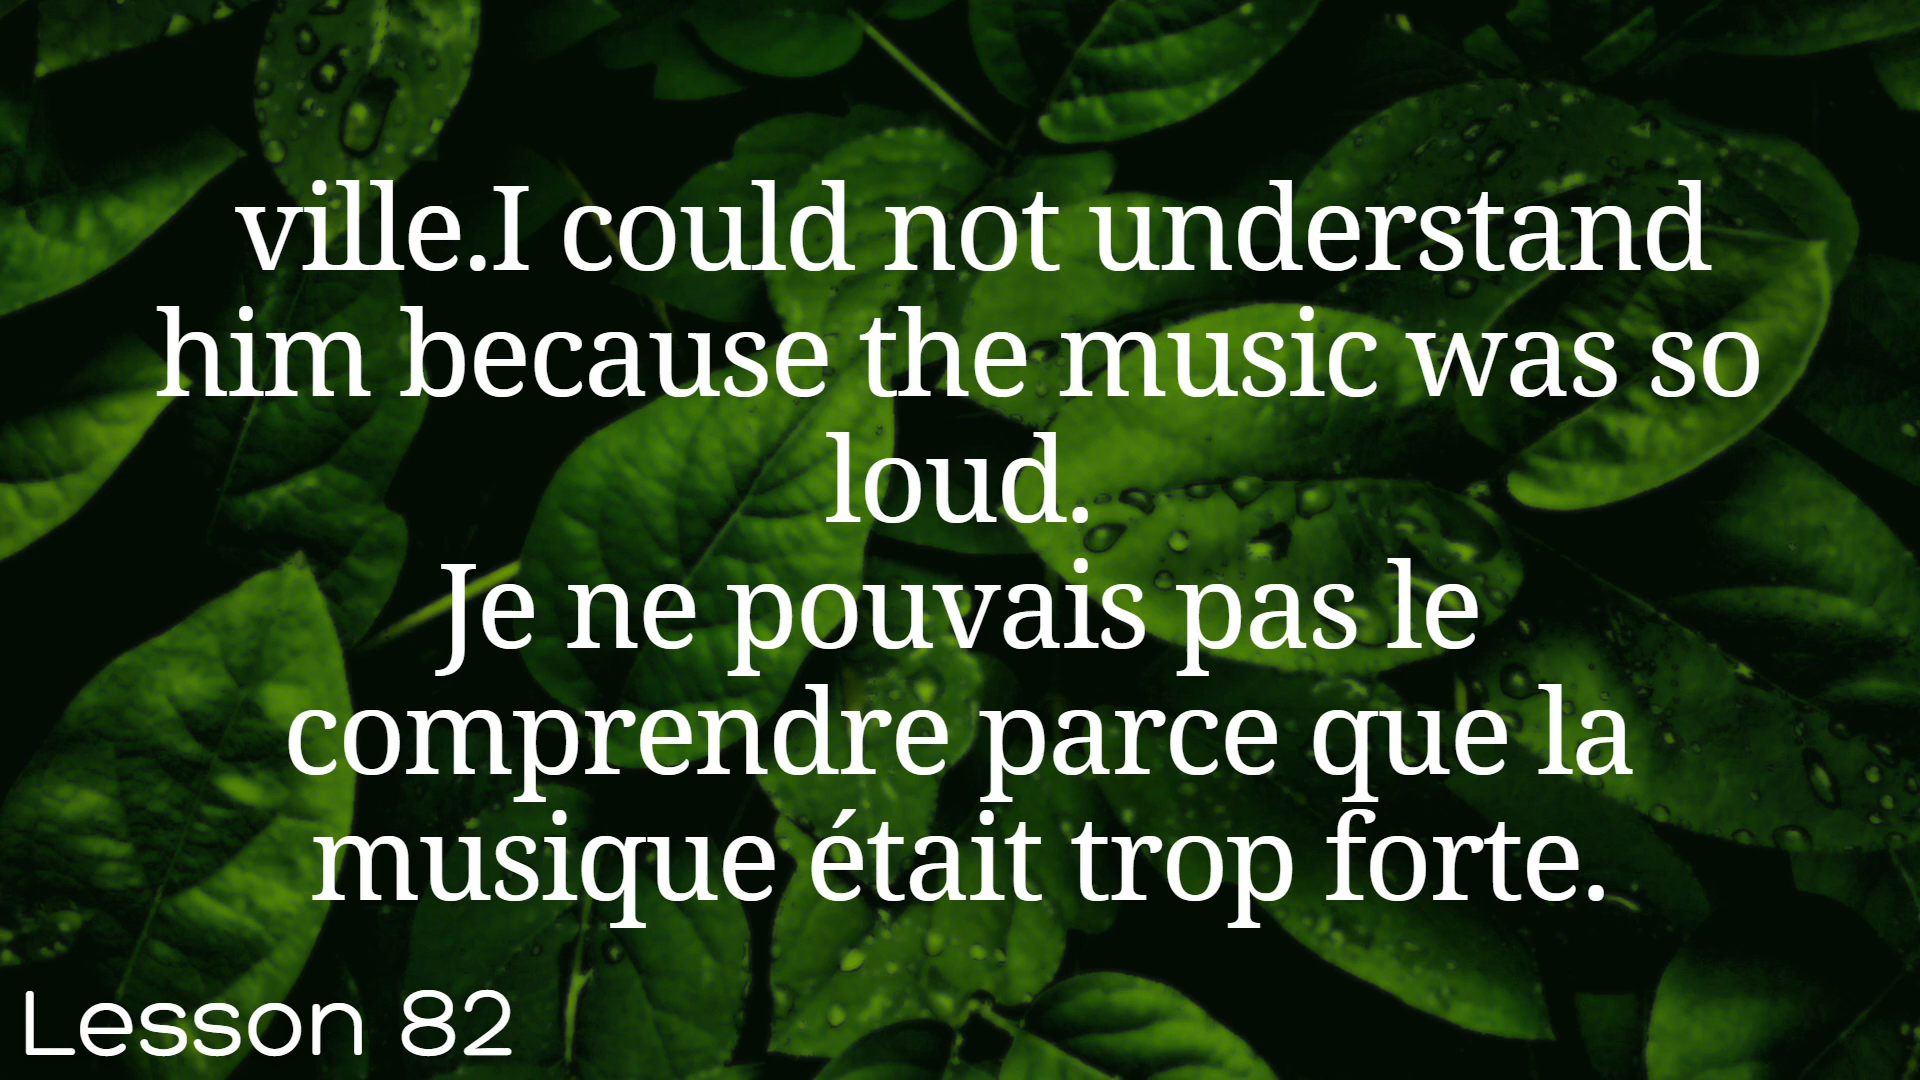 ville.I could not understand
him because the music was so
loud.
Je ne pouvais pas le
comprendre parce que la
musique était trop forte.
Lesson 82